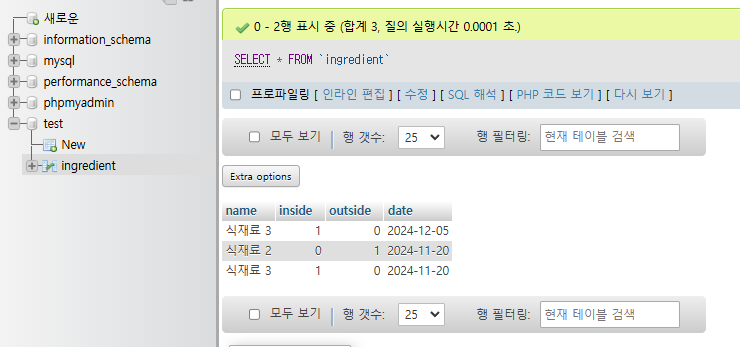 새로운
information_schema
mysql
performance_schema
phpmyadmin
test
New
ingredient
0 - 2행 표시 중 (합계 3, 질의 실행시간 0.0001 초.)
SELECT * FROM `ingredient`
프로파일링 [ 인라인 편집 ] [ 수정 ] [ SQL 해석 ] [ PHP 코드 보기 ] [ 다시 보기 ]
모두 보기 | 행 갯수: 25 행 필터링: 현재 테이블 검색
Extra options
name inside outside date
식재료 3 1 0 2024-12-05
식재료 2 0 1 2024-11-20
식재료 3 1 0 2024-11-20
모두 보기 | 행 갯수: 25 행 필터링: 현재 테이블 검색